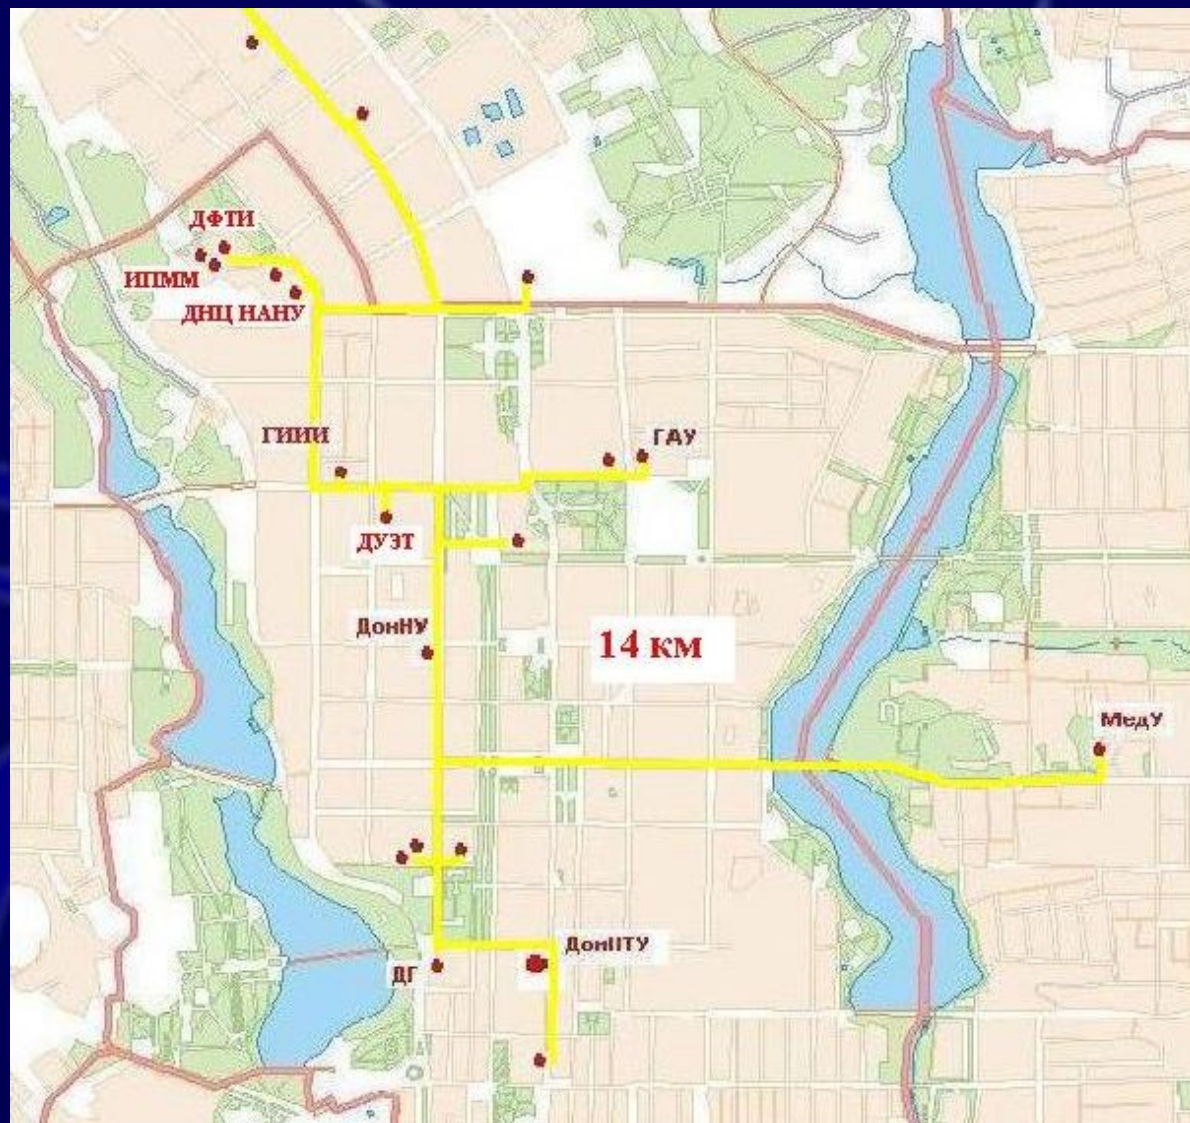 ДФТИ
ИПММ
ДНЦ НАНУ
ГИИИ
ГАУ
ДУЭТ
ДонНУ
14 км
МедУ
ДонНТУ
ДГ